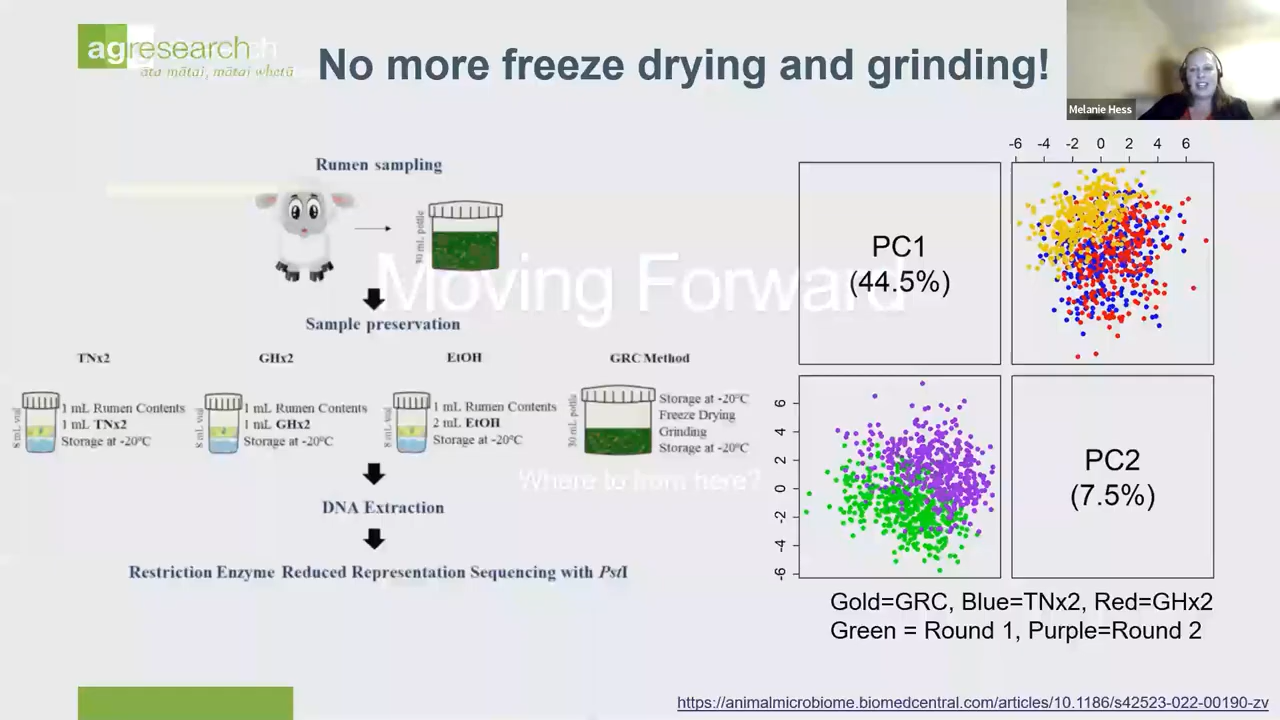 agresearch
āta mātai, mātai whetū
No more freeze drying and grinding!
Melanie Hess
Rumen sampling
30 mL pottle
Moving Forward
Sample preservation
TNx2
GHx2
EtOH
GRC Method
8 mL vial
1 mL Rumen Contents
1 mL TNx2
Storage at -20°C
8 mL vial
1 mL Rumen Contents
1 mL GHx2
Storage at -20°C
8 mL vial
1 mL Rumen Contents
2 mL EtOH
Storage at -20°C
30 mL pottle
Storage at -20°C
Freeze Drying
Grinding
Storage at -20°C
Where to from here?
DNA Extraction
Restriction Enzyme Reduced Representation Sequencing with PstI
-6 -4 -2 0 2 4 6
PC1
(44.5%)
6
4
2
0
-2
-4
-6
PC2
(7.5%)
Gold=GRC, Blue=TNx2, Red=GHx2
Green = Round 1, Purple=Round 2
https://animalmicrobiome.biomedcentral.com/articles/10.1186/s42523-022-00190-zv